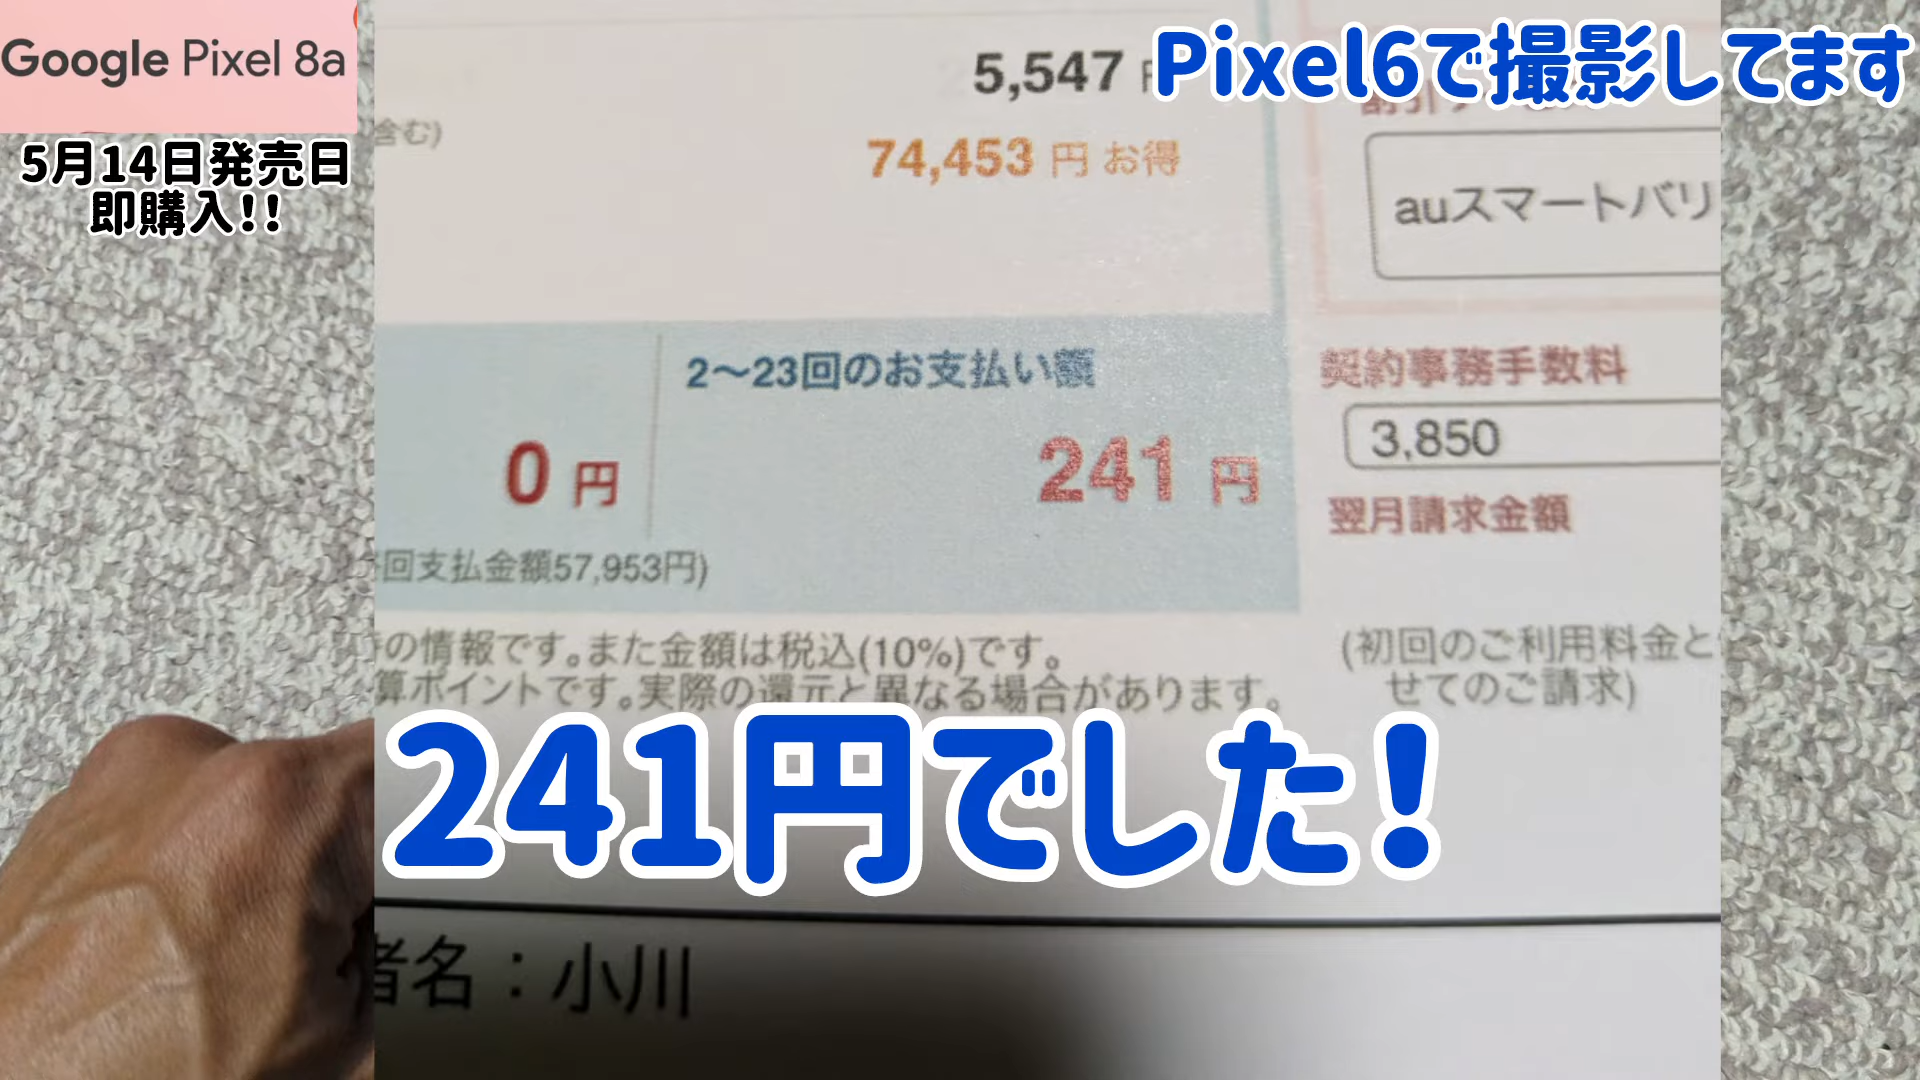 Google Pixel 8a
5月14日発売日
即購入!!
Pixel6で撮影してます
5,547
含む)
74,453 円 お得
auスマートバリ
2〜23回のお支払い額
0 円
241 円
回支払金額57,953円)
契約事務手数料
3,850
翌月請求金額
の情報です。また金額は税込(10%)です。
算ポイントです。実際の還元と異なる場合があります。
(初回のご利用料金と
せてのご請求)
241円でした!
者名：小川